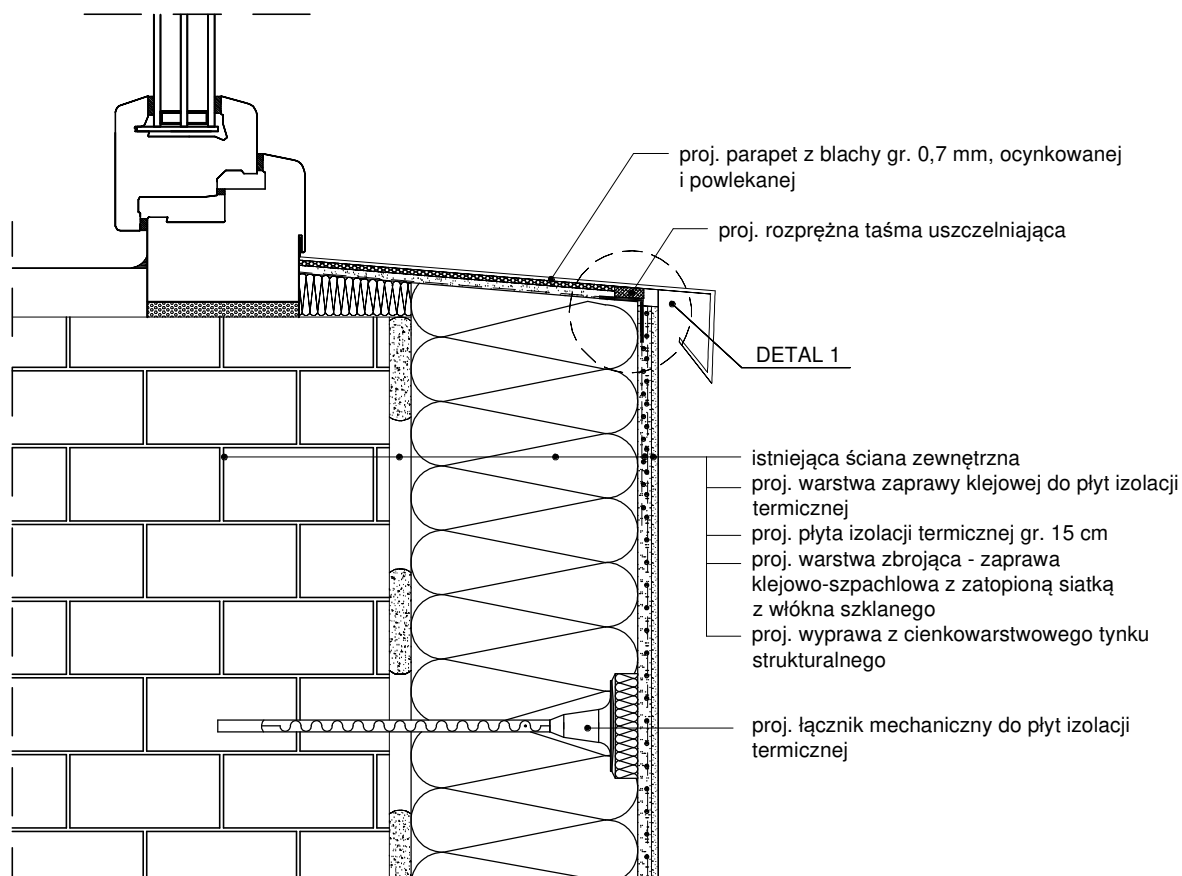 proj. parapet z blachy gr. 0,7 mm, ocynkowanej
i powlekanej
proj. rozprężna taśma uszczelniająca
DETAL 1
istniejąca ściana zewnętrzna
proj. warstwa zaprawy klejowej do płyt izolacji
termicznej
proj. płyta izolacji termicznej gr. 15 cm
proj. warstwa zbrojąca - zaprawa
klejowo-szpachlowa z zatopioną siatką
z włókna szklanego
proj. wyprawa z cienkowarstwowego tynku
strukturalnego
proj. łącznik mechaniczny do płyt izolacji
termicznej